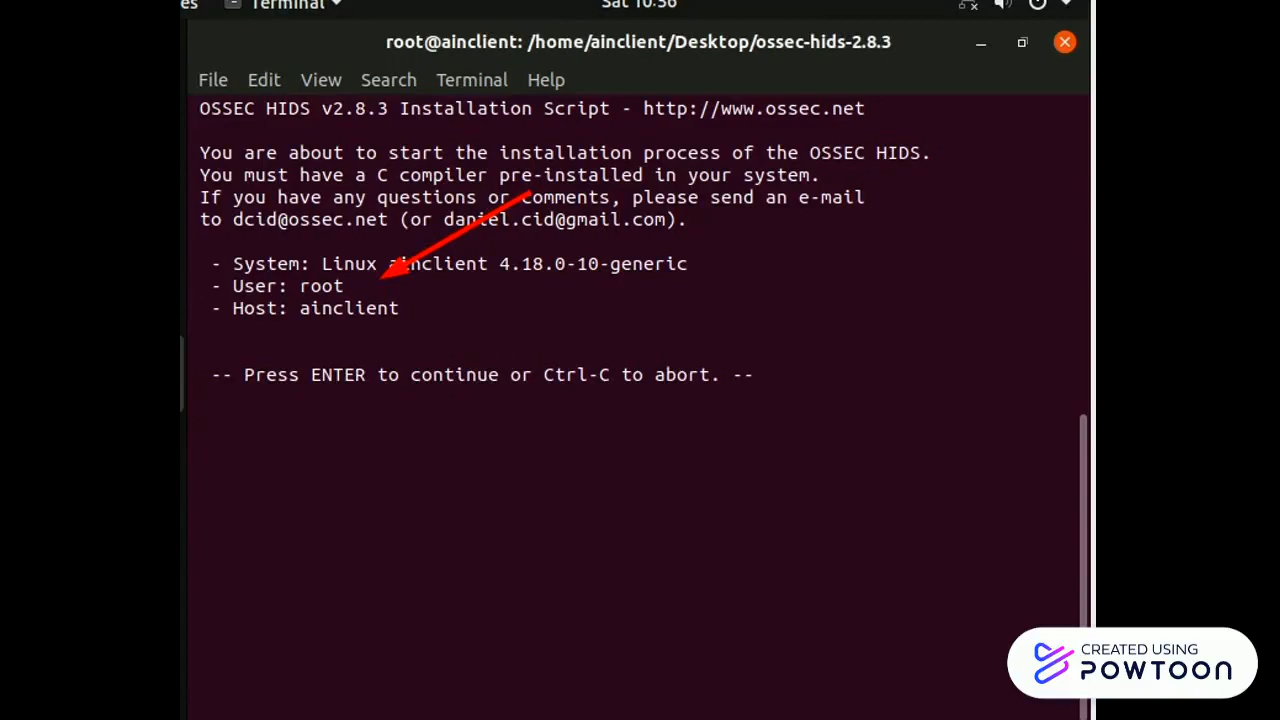 es Terminal Sat 10:56
root@ainclient: /home/ainclient/Desktop/ossec-hids-2.8.3
File Edit View Search Terminal Help
OSSEC HIDS v2.8.3 Installation Script - http://www.ossec.net
You are about to start the installation process of the OSSEC HIDS.
You must have a C compiler pre-installed in your system.
If you have any questions or comments, please send an e-mail
to dcid@ossec.net (or daniel.cid@gmail.com).
- System: Linux ainclient 4.18.0-10-generic
- User: root
- Host: ainclient
-- Press ENTER to continue or Ctrl-C to abort. --
CREATED USING
POWTOON